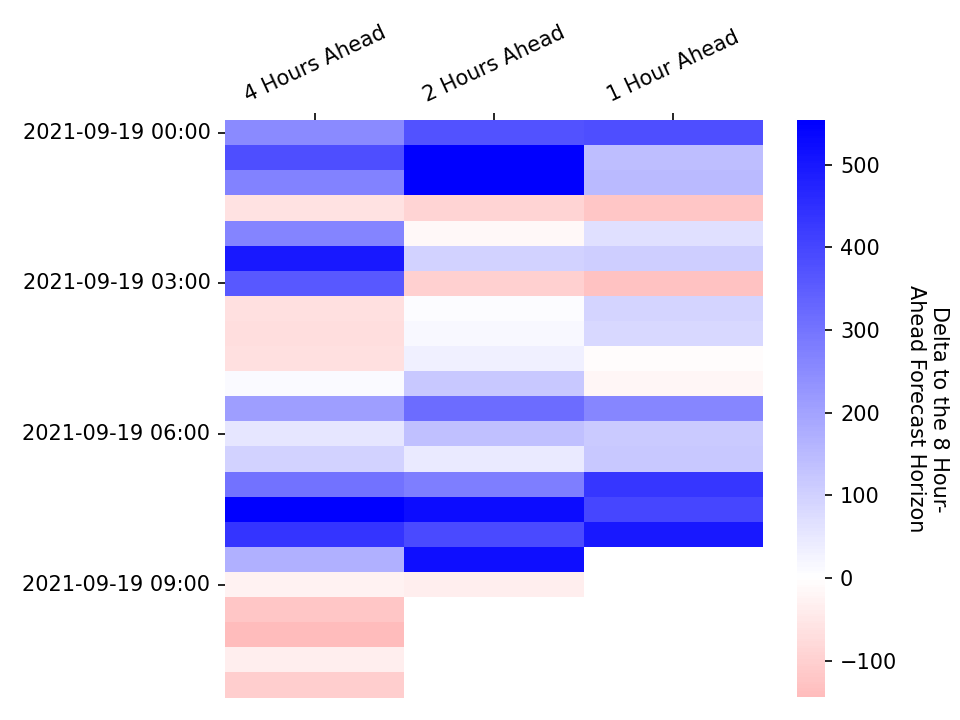 4 Hours Ahead
2 Hours Ahead
1 Hour Ahead
2021-09-19 00:00
2021-09-19 03:00
2021-09-19 06:00
2021-09-19 09:00
500
400
300
200
100
0
−100
Delta to the 8 Hour-
Ahead Forecast Horizon